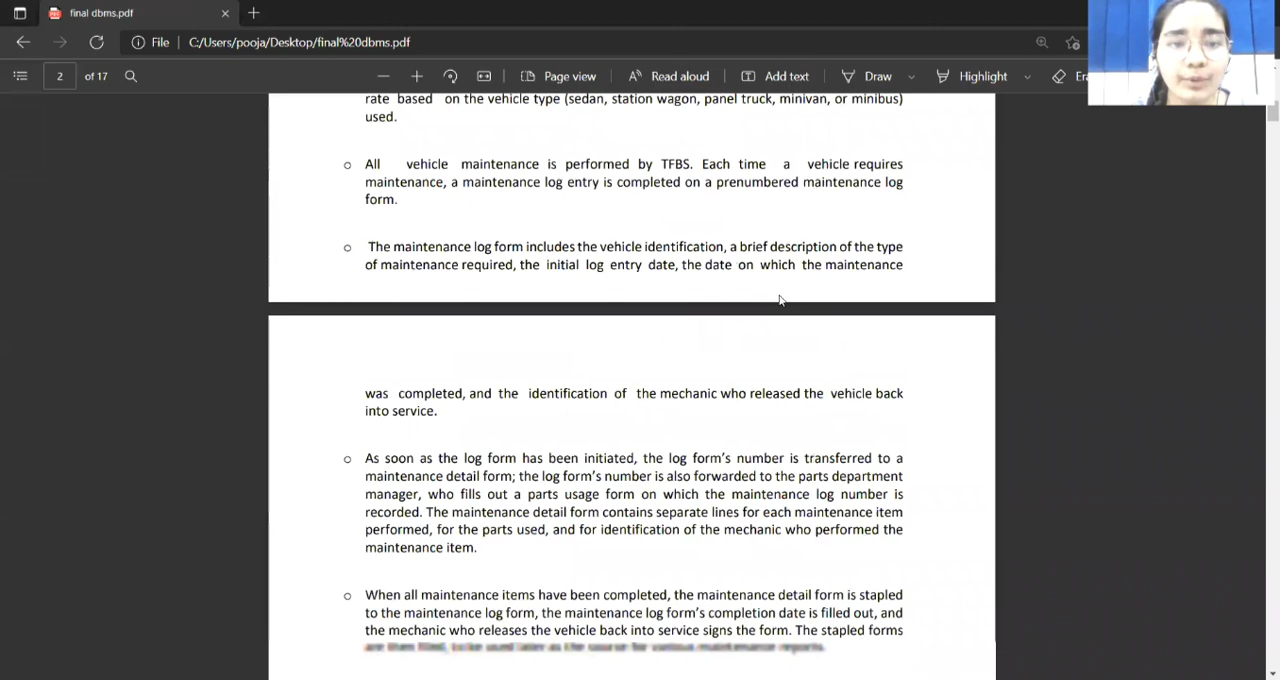 final dbms.pdf
File
C:/Users/pooja/Desktop/final%20dbms.pdf
2 of 17
Page view
Read aloud
Add text
Draw
Highlight
rate based on the vehicle type (sedan, station wagon, panel truck, minivan, or minibus)
used.
All vehicle maintenance is performed by TFBS. Each time a vehicle requires
maintenance, a maintenance log entry is completed on a prenumbered maintenance log
form.
The maintenance log form includes the vehicle identification, a brief description of the type
of maintenance required, the initial log entry date, the date on which the maintenance
was completed, and the identification of the mechanic who released the vehicle back
into service.
As soon as the log form has been initiated, the log form's number is transferred to a
maintenance detail form; the log form's number is also forwarded to the parts department
manager, who fills out a parts usage form on which the maintenance log number is
recorded. The maintenance detail form contains separate lines for each maintenance item
performed, for the parts used, and for identification of the mechanic who performed the
maintenance item.
When all maintenance items have been completed, the maintenance detail form is stapled
to the maintenance log form, the maintenance log form's completion date is filled out, and
the mechanic who releases the vehicle back into service signs the form. The stapled forms